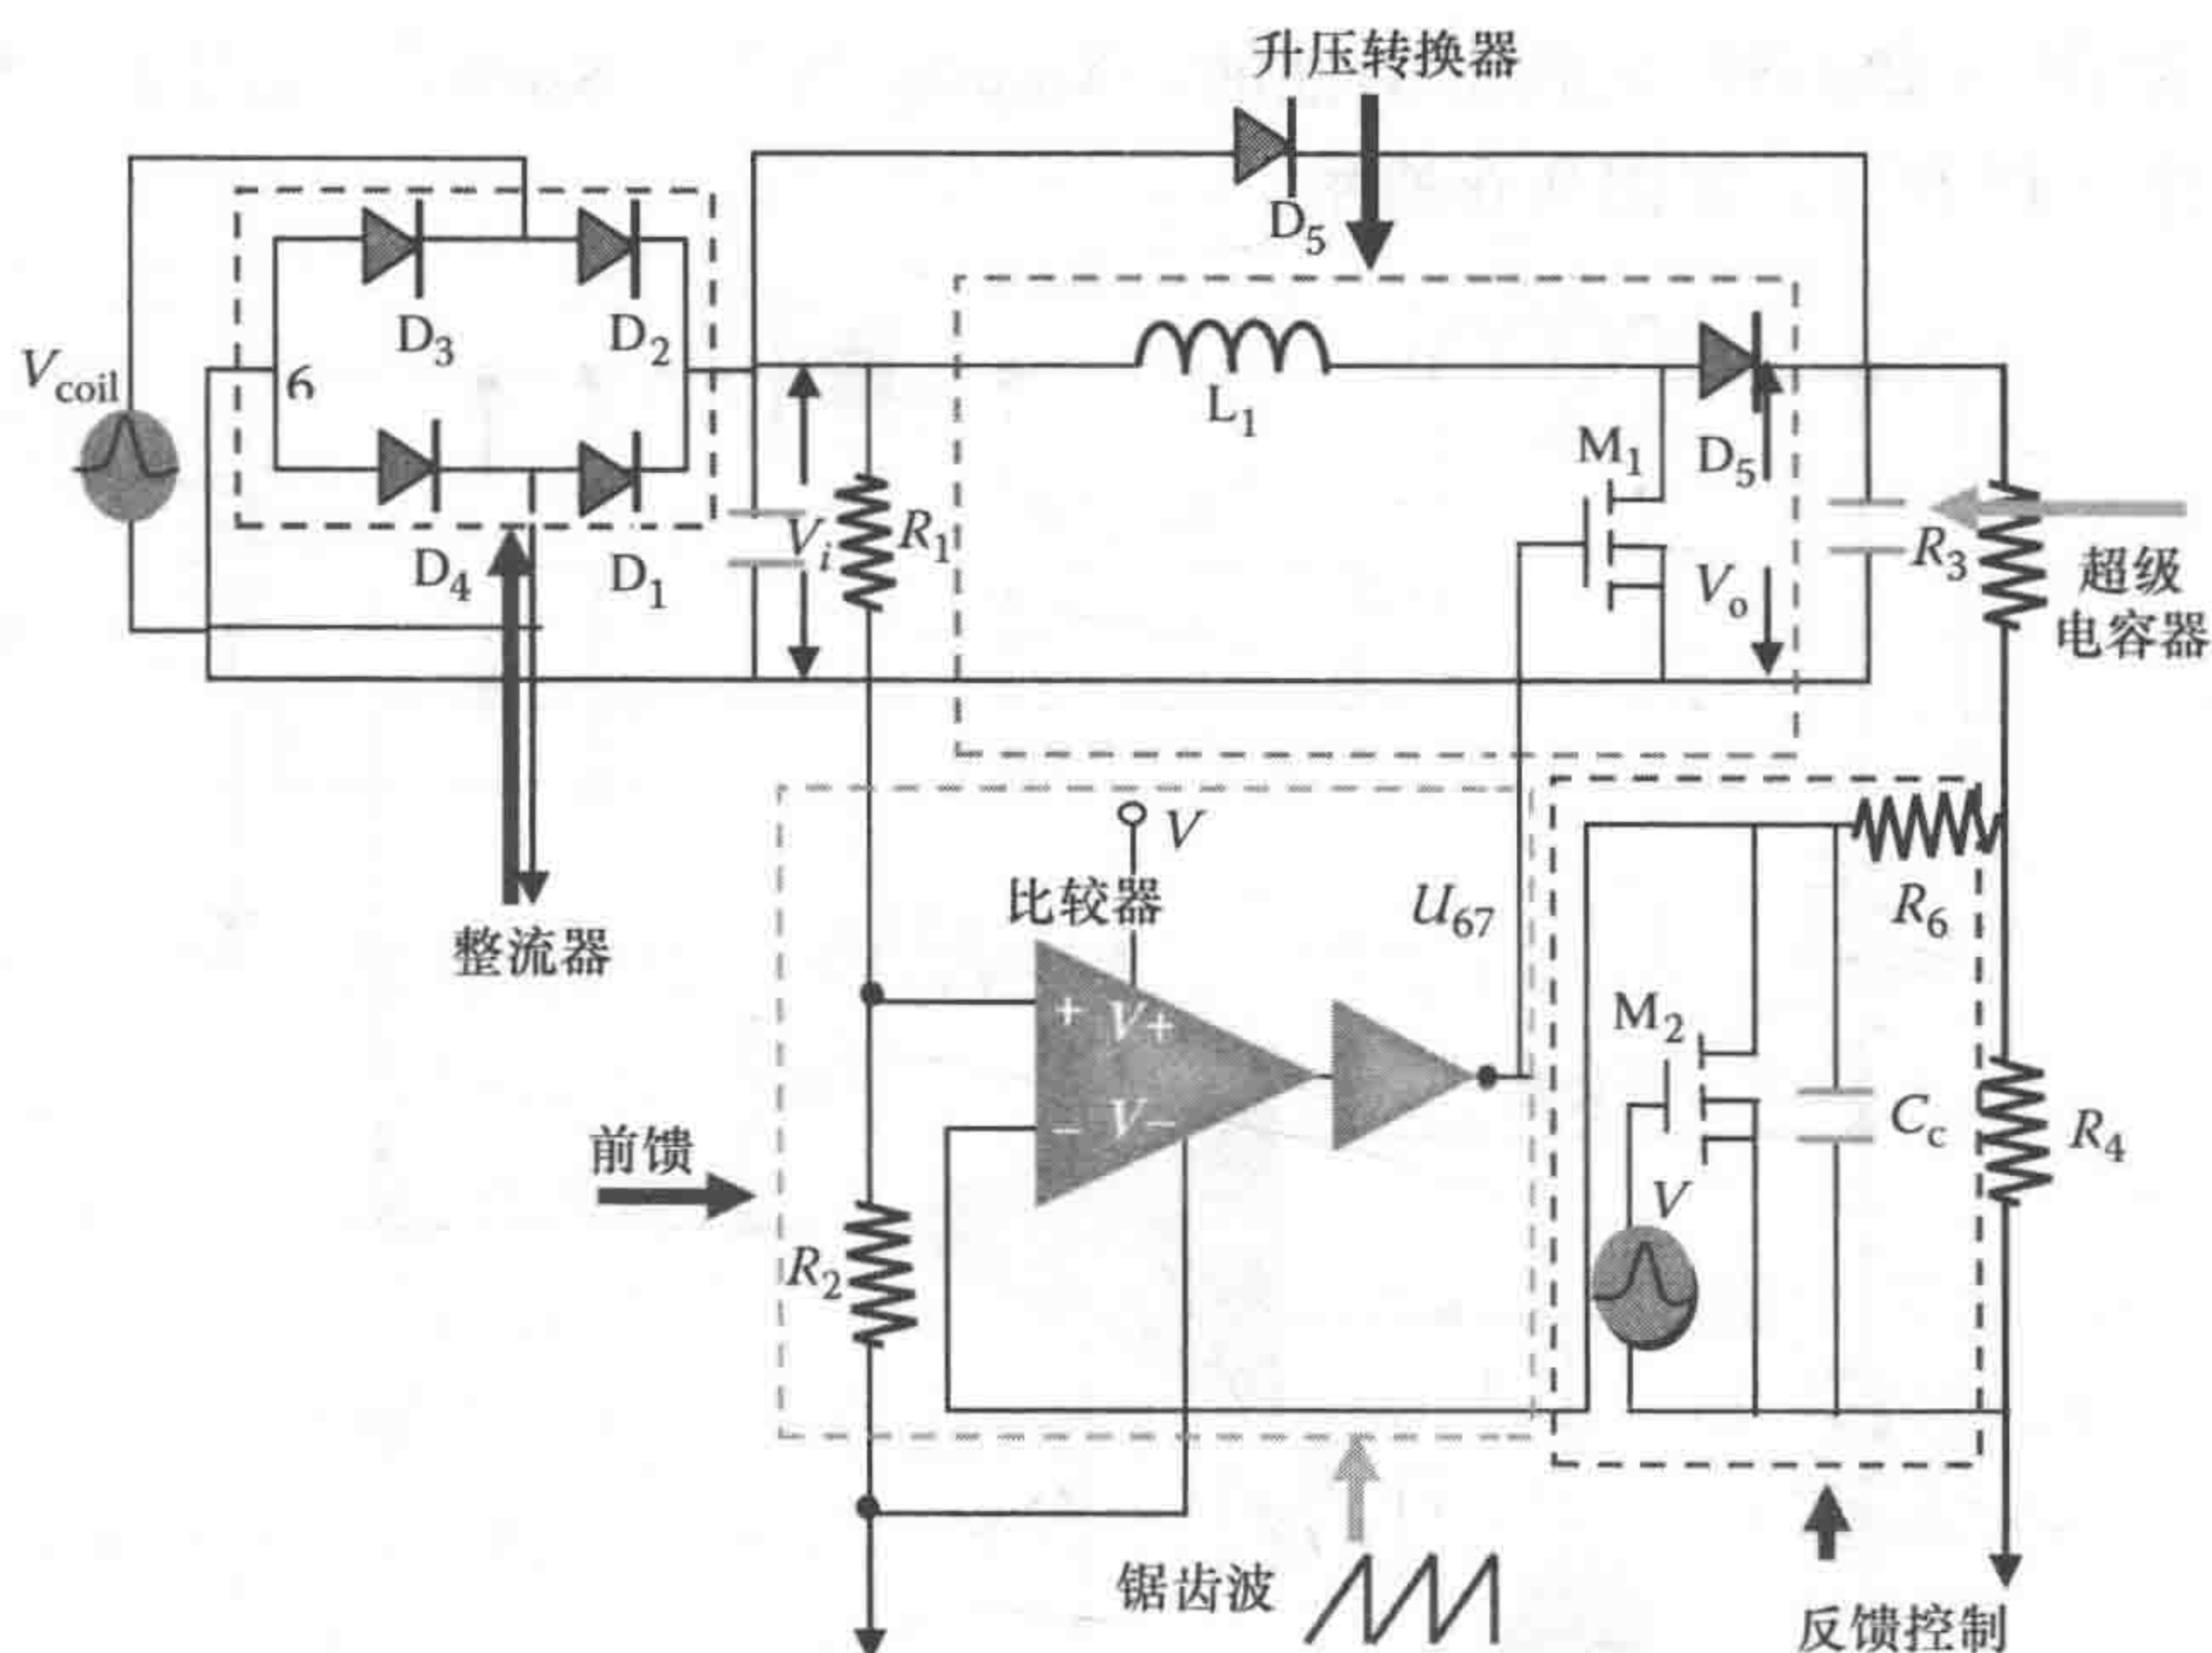 升压转换器
D5
D3
D2
Vcoil
6
L1
M1
D5
Vi
R1
D4
D1
Vo
R3
超级
电容器
V
比较器
U67
R6
整流器
+ V+
M2
- V-
Cc
R4
前馈
V
R2
锯齿波
反馈控制